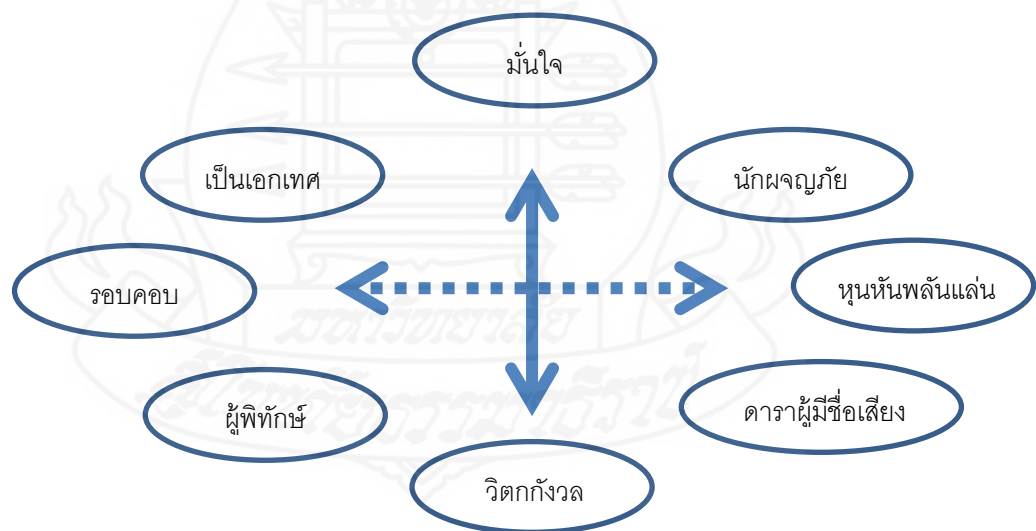 มั่นใจ
เป็นเอกเทศ
นักผจญภัย
รอบคอบ
หุนหันพลันแล่น
ผู้พิทักษ์
ดาราผู้มีชื่อเสียง
วิตกกังวล